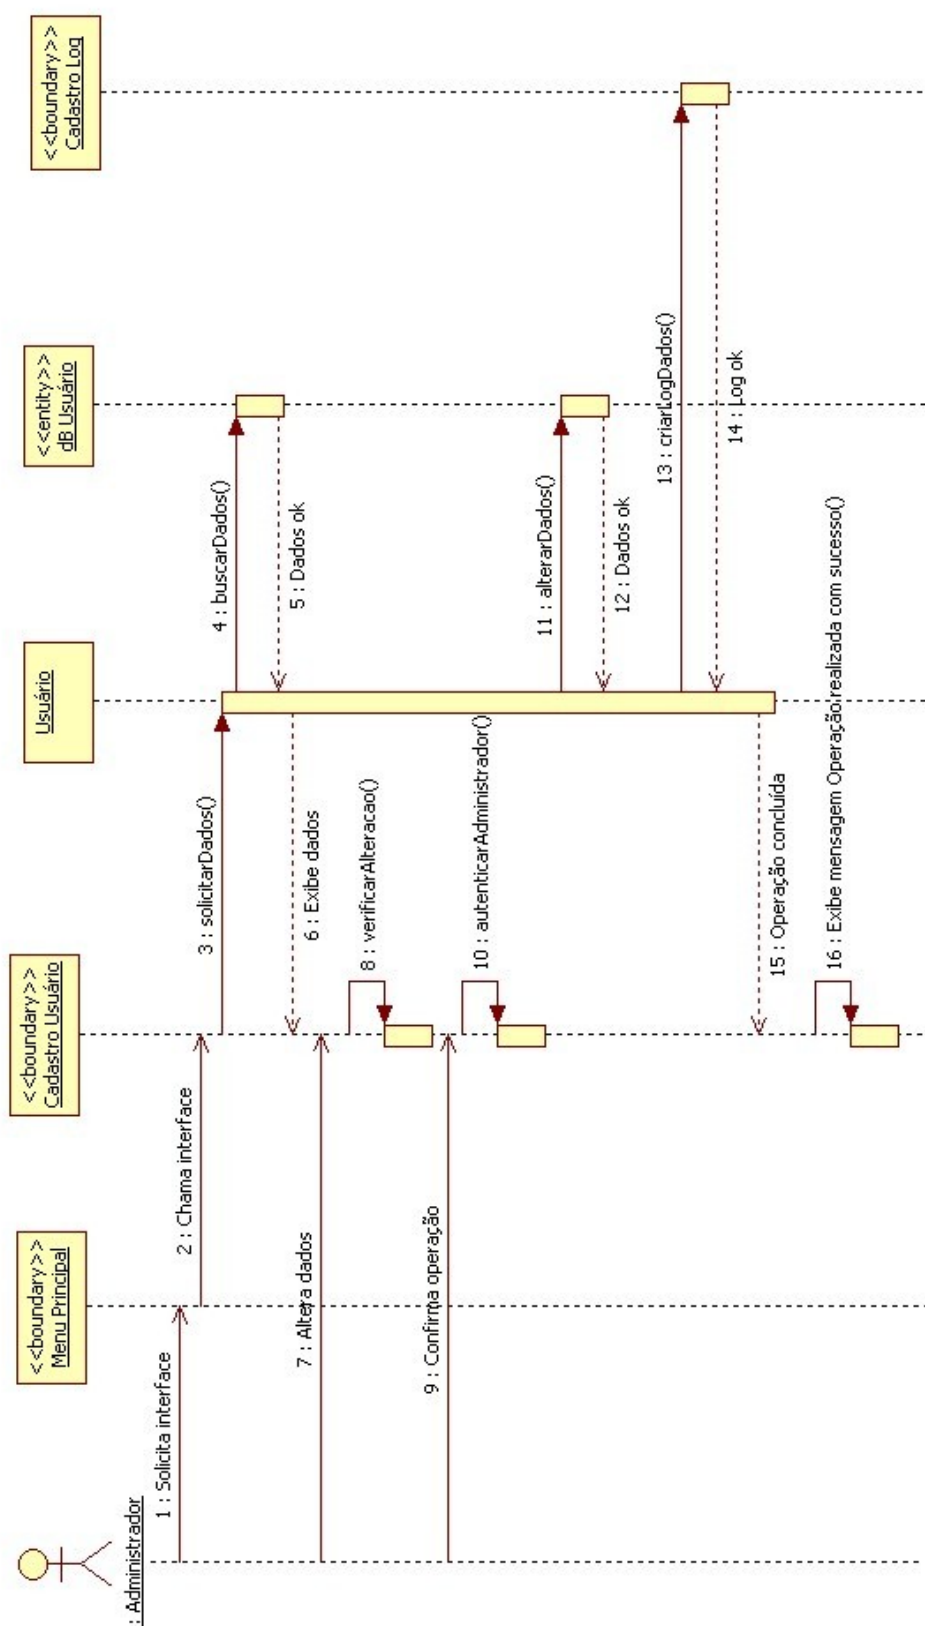 : Administrador
<<boundary>>
Menu Principal
<<boundary>>
Cadastro Usuário
Usuário
<<entity>>
dB Usuário
<<boundary>>
Cadastro Log
1 : Solicita interface
2 : Chama interface
3 : solicitarDados()
4 : buscarDados()
5 : Dados ok
6 : Exibe dados
7 : Altera dados
8 : verificarAlteracao()
9 : Confirma operação
10 : autenticarAdministrador()
11 : alterarDados()
12 : Dados ok
13 : criarLogDados()
14 : Log ok
15 : Operação concluída
16 : Exibe mensagem Operação realizada com sucesso()